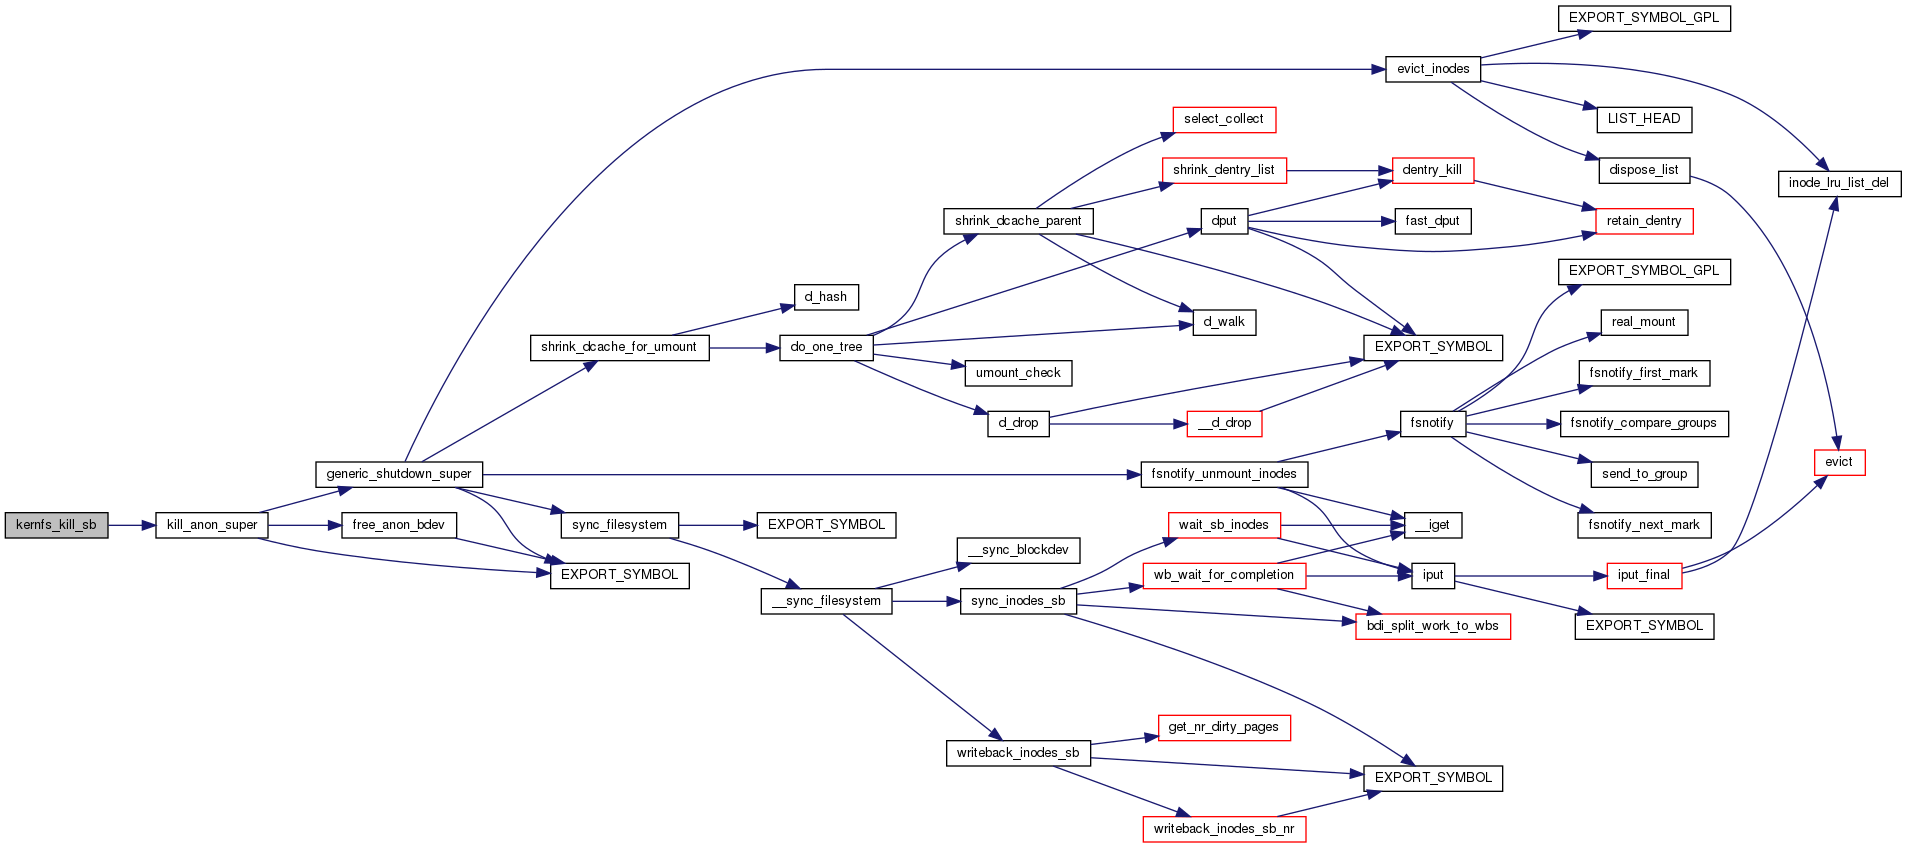 EXPORT_SYMBOL_GPL
evict_inodes
select_collect
LIST_HEAD
shrink_dentry_list
dentry_kill
dispose_list
inode_lru_list_del
shrink_dcache_parent
dput
fast_dput
retain_dentry
EXPORT_SYMBOL_GPL
d_hash
d_walk
real_mount
shrink_dcache_for_umount
do_one_tree
EXPORT_SYMBOL
umount_check
fsnotify_first_mark
d_drop
__d_drop
fsnotify
fsnotify_compare_groups
evict
generic_shutdown_super
fsnotify_unmount_inodes
send_to_group
kernfs_kill_sb
kill_anon_super
free_anon_bdev
sync_filesystem
EXPORT_SYMBOL
wait_sb_inodes
__iget
fsnotify_next_mark
__sync_blockdev
EXPORT_SYMBOL
wb_wait_for_completion
iput
iput_final
__sync_filesystem
sync_inodes_sb
bdi_split_work_to_wbs
EXPORT_SYMBOL
get_nr_dirty_pages
writeback_inodes_sb
EXPORT_SYMBOL
writeback_inodes_sb_nr